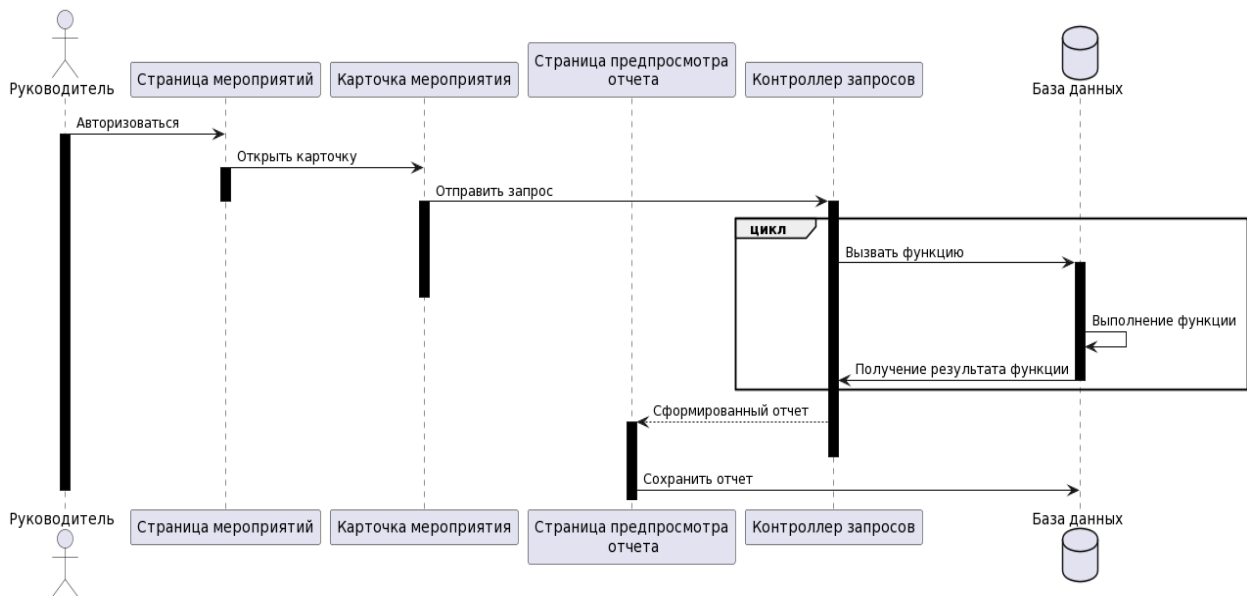 Руководитель
Страница мероприятий
Карточка мероприятия
Страница предпросмотра
отчета
Контроллер запросов
База данных
Авторизоваться
Открыть карточку
Отправить запрос
цикл
Вызвать функцию
Выполнение функции
Получение результата функции
Сформированный отчет
Сохранить отчет
Руководитель
Страница мероприятий
Карточка мероприятия
Страница предпросмотра
отчета
Контроллер запросов
База данных